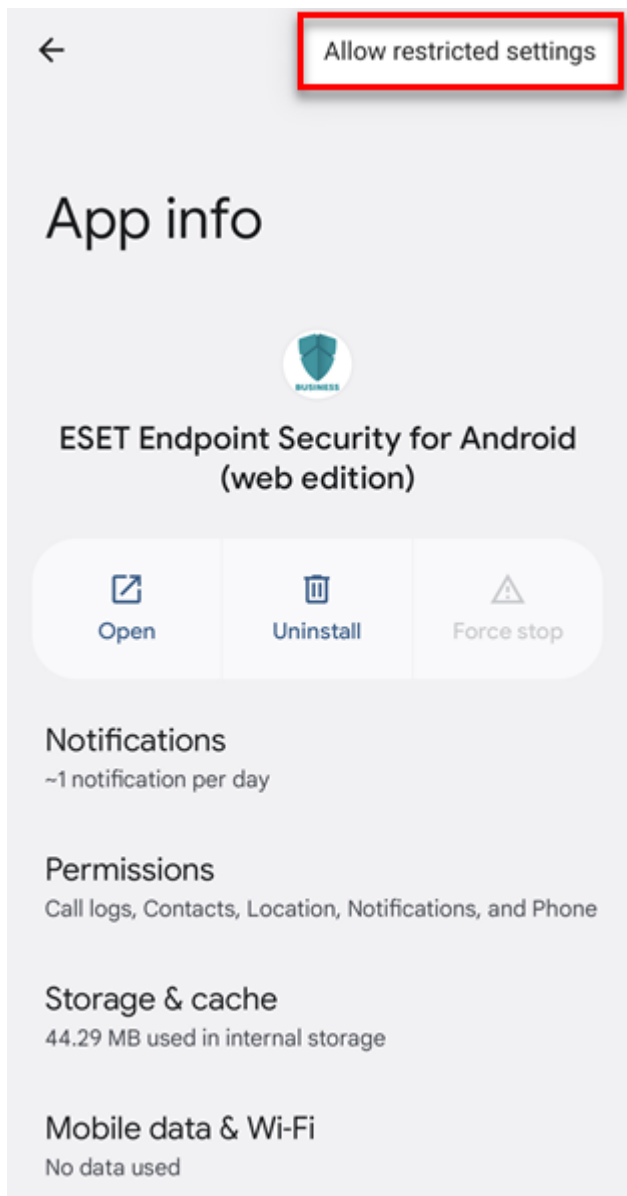 Allow restricted settings
App info
BUSINESS
ESET Endpoint Security for Android
(web edition)
Open
Uninstall
Force stop
Notifications
~1 notification per day
Permissions
Call logs, Contacts, Location, Notifications, and Phone
Storage & cache
44.29 MB used in internal storage
Mobile data & Wi-Fi
No data used